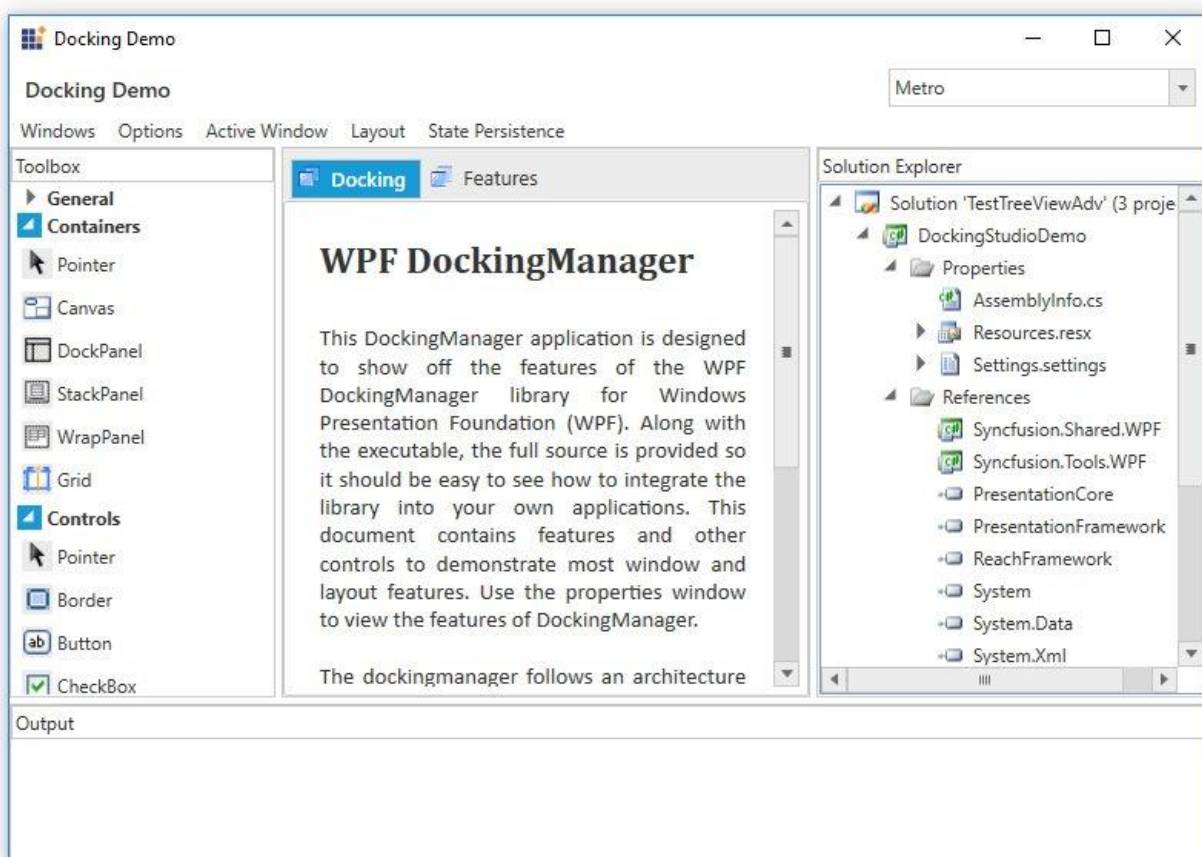 Docking Demo
Docking Demo
Metro
Windows Options Active Window Layout State Persistence
Toolbox
General
Containers
Pointer
Canvas
DockPanel
StackPanel
WrapPanel
Grid
Controls
Pointer
Border
ab Button
CheckBox
Docking Features
WPF DockingManager
This DockingManager application is designed
to show off the features of the WPF
DockingManager library for Windows
Presentation Foundation (WPF). Along with
the executable, the full source is provided so
it should be easy to see how to integrate the
library into your own applications. This
document contains features and other
controls to demonstrate most window and
layout features. Use the properties window
to view the features of DockingManager.
The dockingmanager follows an architecture
Solution Explorer
Solution 'TestTreeViewAdv' (3 proje
DockingStudioDemo
Properties
AssemblyInfo.cs
Resources.resx
Settings.settings
References
Syncfusion.Shared.WPF
Syncfusion.Tools.WPF
PresentationCore
PresentationFramework
ReachFramework
System
System.Data
System.Xml
Output